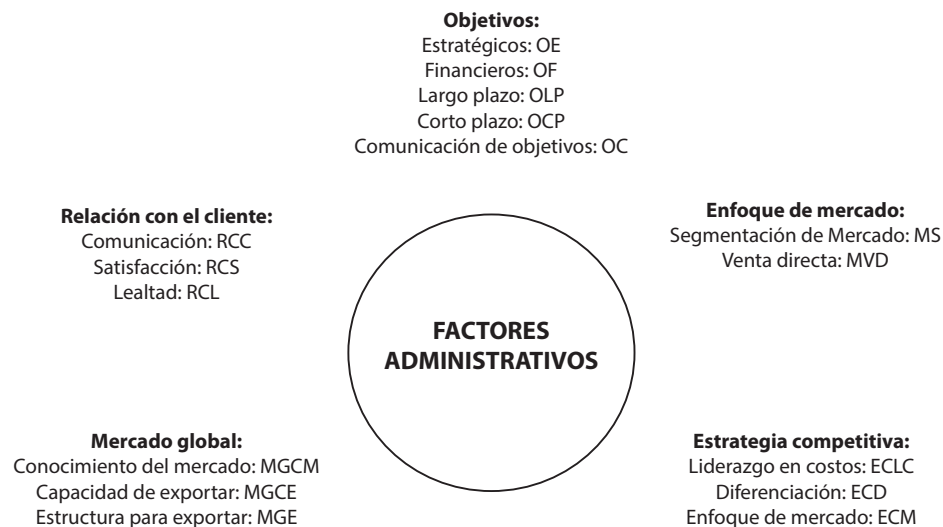 Objetivos:
Estratégicos: OE
Financieros: OF
Largo plazo: OLP
Corto plazo: OCP
Comunicación de objetivos: OC
Relación con el cliente:
Comunicación: RCC
Satisfacción: RCS
Lealtad: RCL
Enfoque de mercado:
Segmentación de Mercado: MS
Venta directa: MVD
FACTORES
ADMINISTRATIVOS
Mercado global:
Conocimiento del mercado: MGCM
Capacidad de exportar: MGCE
Estructura para exportar: MGE
Estrategia competitiva:
Liderazgo en costos: ECLC
Diferenciación: ECD
Enfoque de mercado: ECM